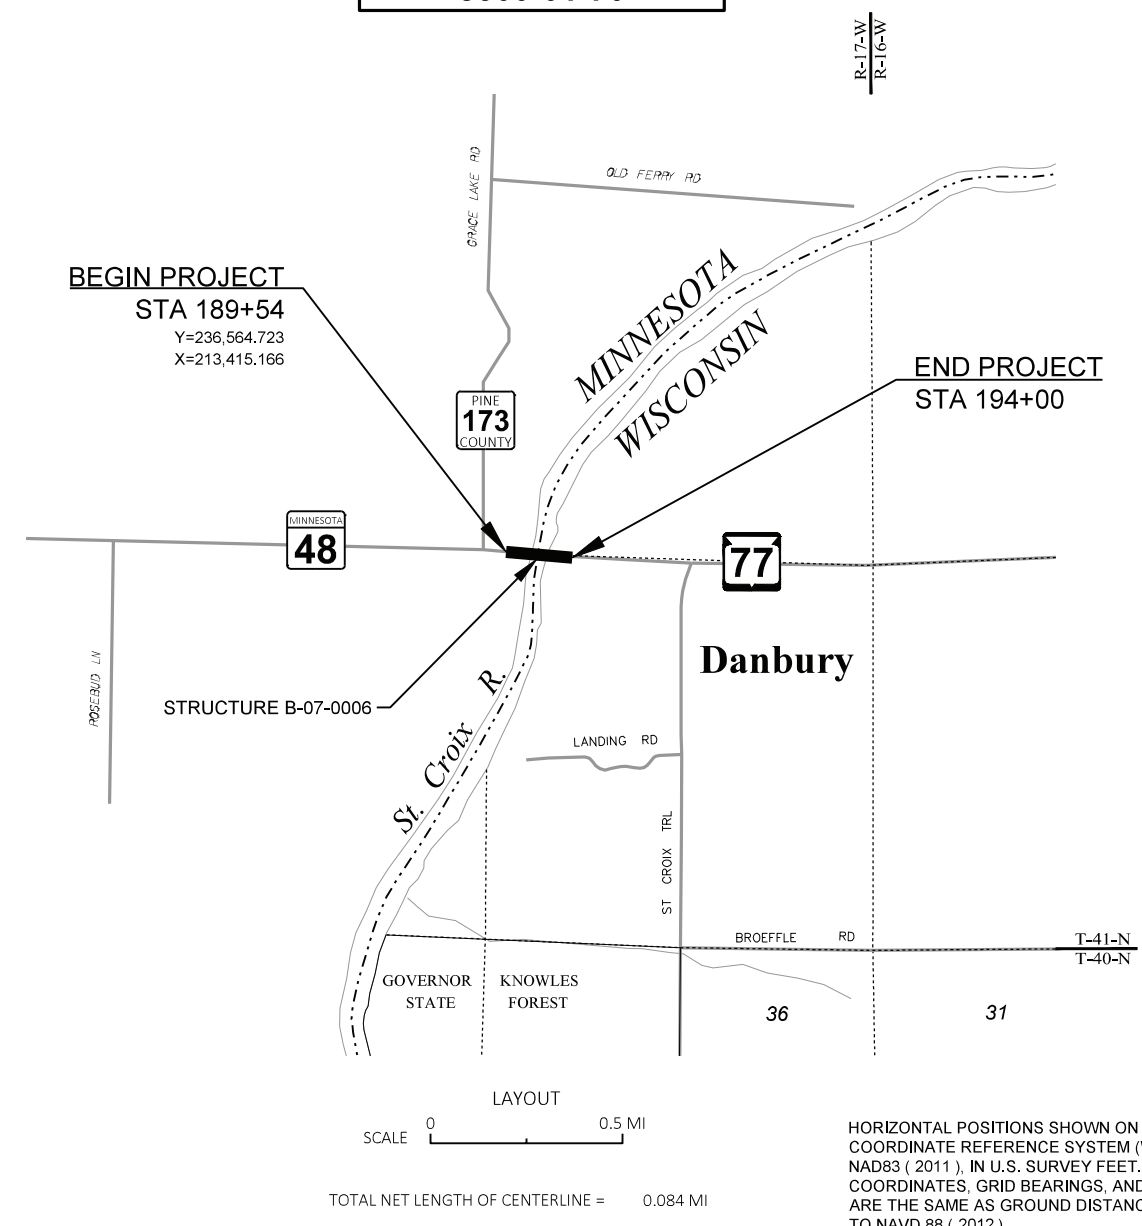 R-17-W
R-16-W
GRACE LAKE RD
OLD FERRY RD
BEGIN PROJECT
STA 189+54
Y=236,564.723
X=213,415.166
MINNESOTA
WISCONSIN
END PROJECT
STA 194+00
PINE
173
COUNTY
MINNESOTA
48
77
Danbury
ROSEBUD LN
STRUCTURE B-07-0006
St. Croix R.
LANDING RD
ST CROIX TRL
BROEFFLE RD
T-41-N
T-40-N
GOVERNOR KNOWLES
STATE FOREST
36
31
LAYOUT
SCALE 0 0.5 MI
TOTAL NET LENGTH OF CENTERLINE = 0.084 MI
HORIZONTAL POSITIONS SHOWN ON
COORDINATE REFERENCE SYSTEM
NAD83 ( 2011 ), IN U.S. SURVEY FEET.
COORDINATES, GRID BEARINGS, AND
ARE THE SAME AS GROUND
TO NAVD 88 ( 2012 )